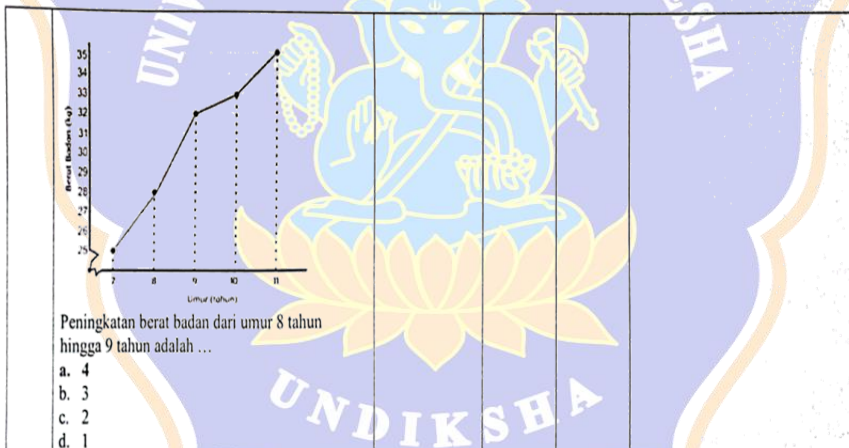 35
34
33
32
31
30
29
28
27
26
25
Berat Badan (kg)
7 8 9 10 11
Umur (tahun)
Peningkatan berat badan dari umur 8 tahun
hingga 9 tahun adalah …
a. 4
b. 3
c. 2
d. 1
UNDIKSHA